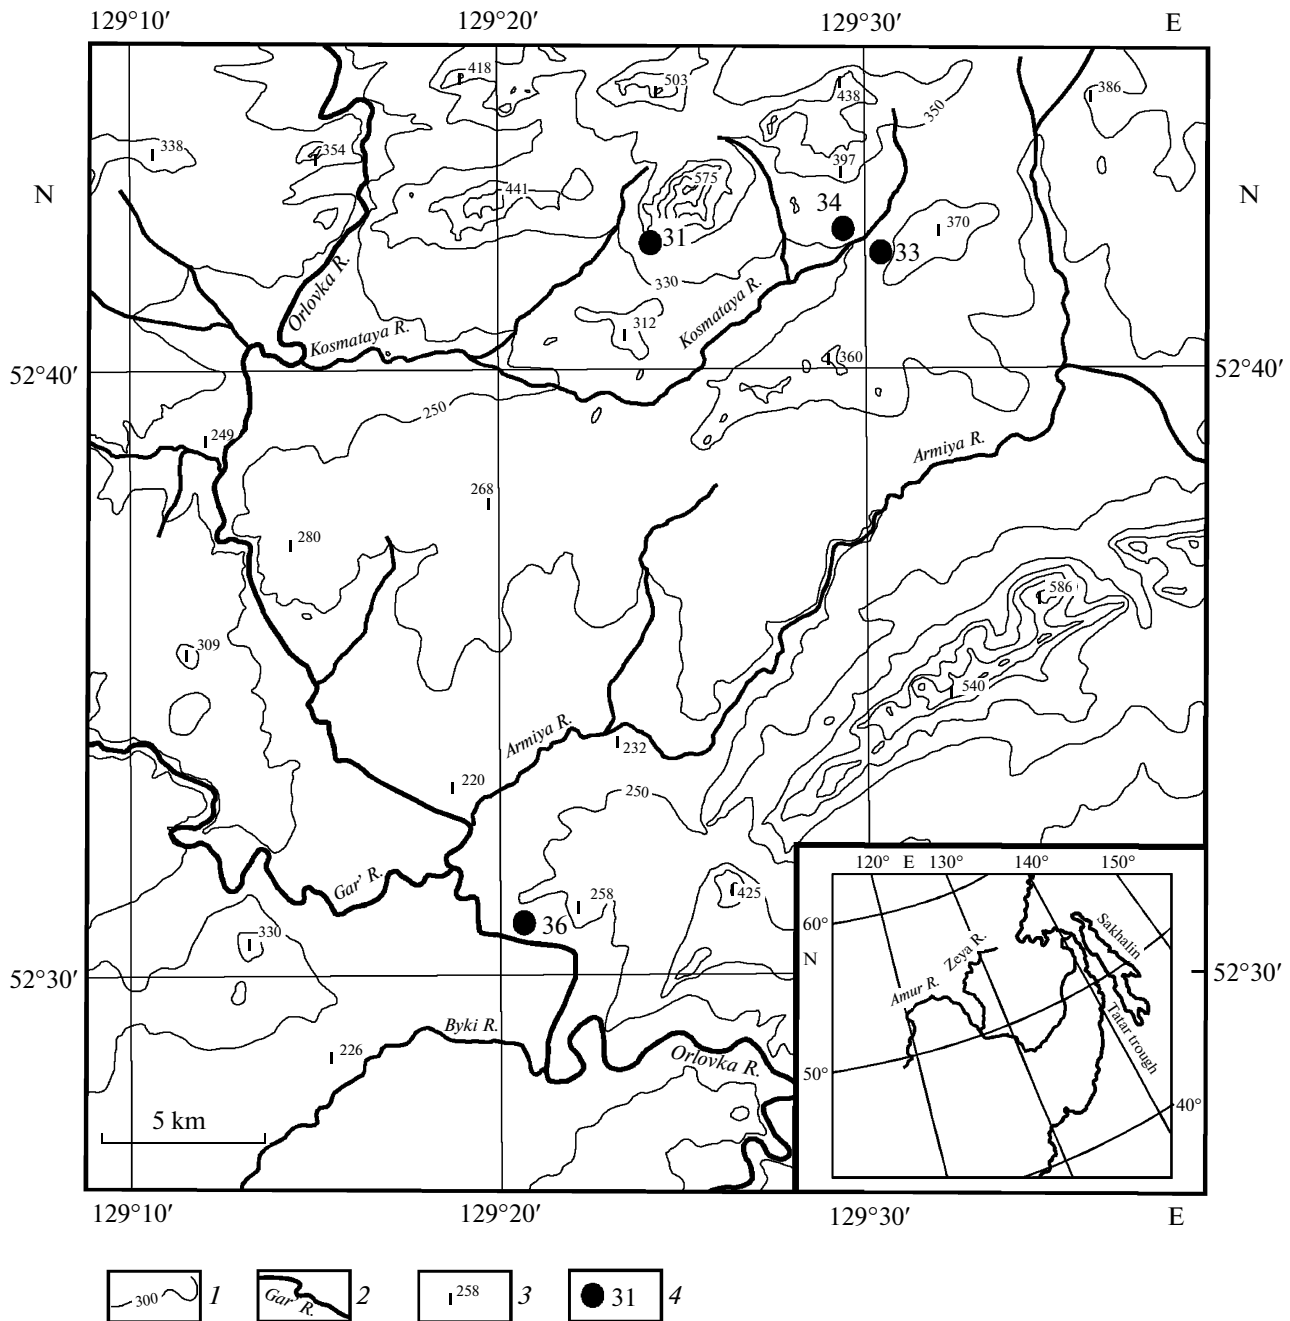 129°10′ 129°20′ 129°30′ E
418 503 438 350 386
338 354 397
N 441 575 34 N
31 370 33
Orlovka R. 330
Kosmataya R. 312 Kosmataya R.
360
52°40′ 52°40′
250
249 Armiya R.
268
280
586
309
540
Armiya R. 232
220 250
Gar' R. 425
258
36
330
52°30′ 52°30′
Byki R.
226 Orlovka R.
5 km
120° E 130° 140° 150°
60°
N Zeya R. Sakhalin
Amur R.
Tatar trough
50°
40°
129°10′ 129°20′ 129°30′ E
300 1 Gar' R. 2 258 3 31 4